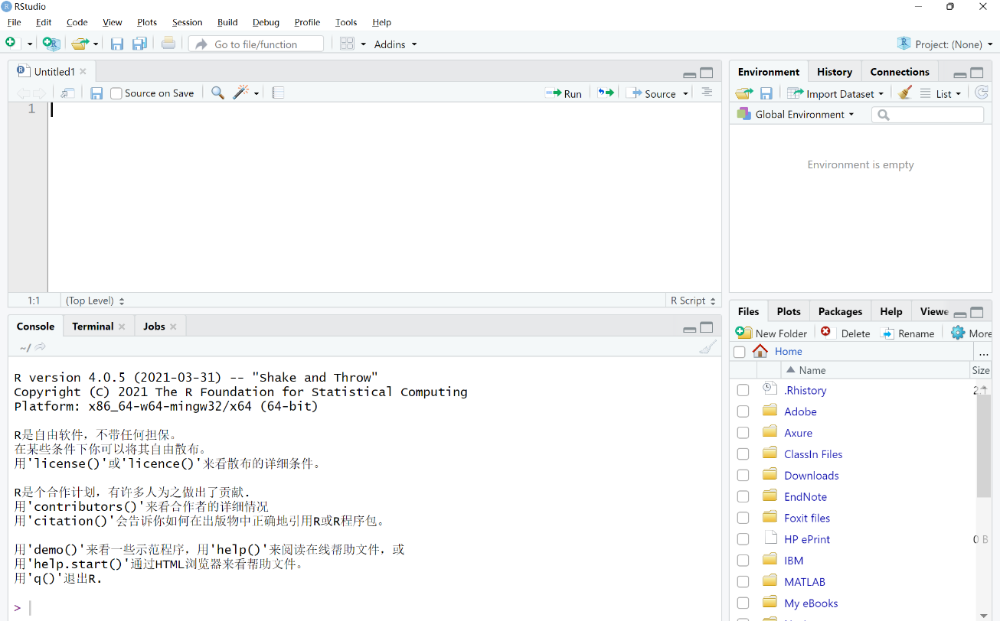 RStudio
File Edit Code View Plots Session Build Debug Profile Tools Help
Go to file/function Addins Project: (None)
Untitled1
Source on Save Run Source
1
1:1 (Top Level) R Script
Console Terminal Jobs
~/
R version 4.0.5 (2021-03-31) -- "Shake and Throw"
Copyright (C) 2021 The R Foundation for Statistical Computing
Platform: x86_64-w64-mingw32/x64 (64-bit)
R是自由软件，不带任何担保。
在某些条件下你可以将其自由散布。
用'license()'或'licence()'来看散布的详细条件。
R是个合作计划，有许多人为之做出了贡献.
用'contributors()'来看合作者的详细情况
用'citation()'会告诉你如何在出版物中正确地引用R或R程序包。
用'demo()'来看一些示范程序，用'help()'来阅读在线帮助文件，或
用'help.start()'通过HTML浏览器来看帮助文件。
用'q()'退出R.
>
Environment History Connections
Import Dataset List
Global Environment
Environment is empty
Files Plots Packages Help Viewe
New Folder Delete Rename More
Home ...
Name Size
.Rhistory
Adobe
Axure
ClassIn Files
Downloads
EndNote
Foxit files
HP ePrint 0 B
IBM
MATLAB
My eBooks